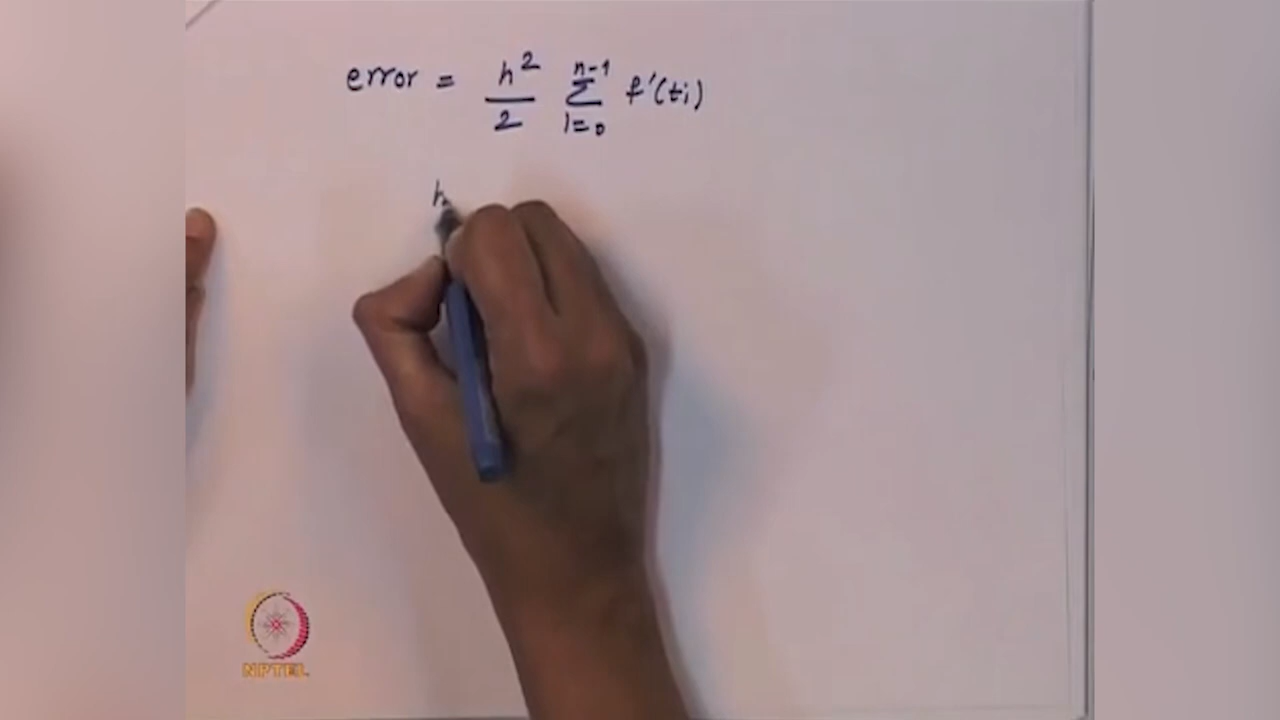 error = h²/2 Σ_{i=0}^{n-1} f'(ti)
h
NPTEL